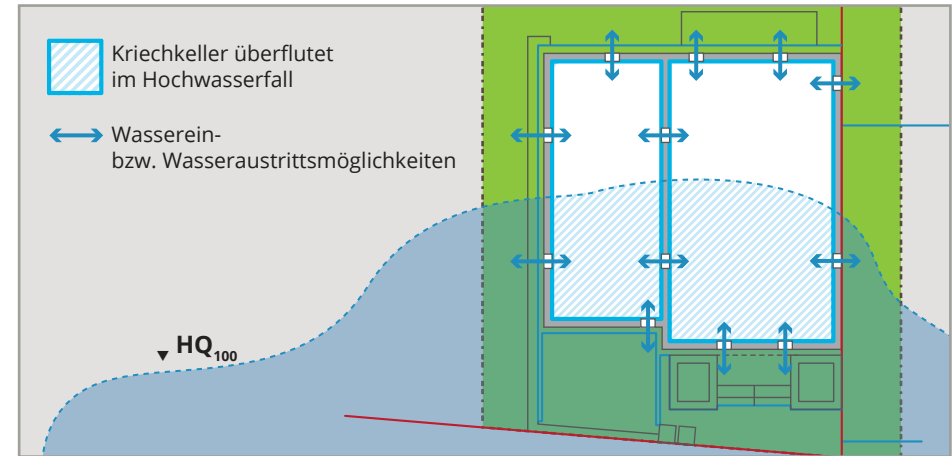 Kriechkeller überflutet
im Hochwasserfall
Wasserein-
bzw. Wasseraustrittsmöglichkeiten
HQ100